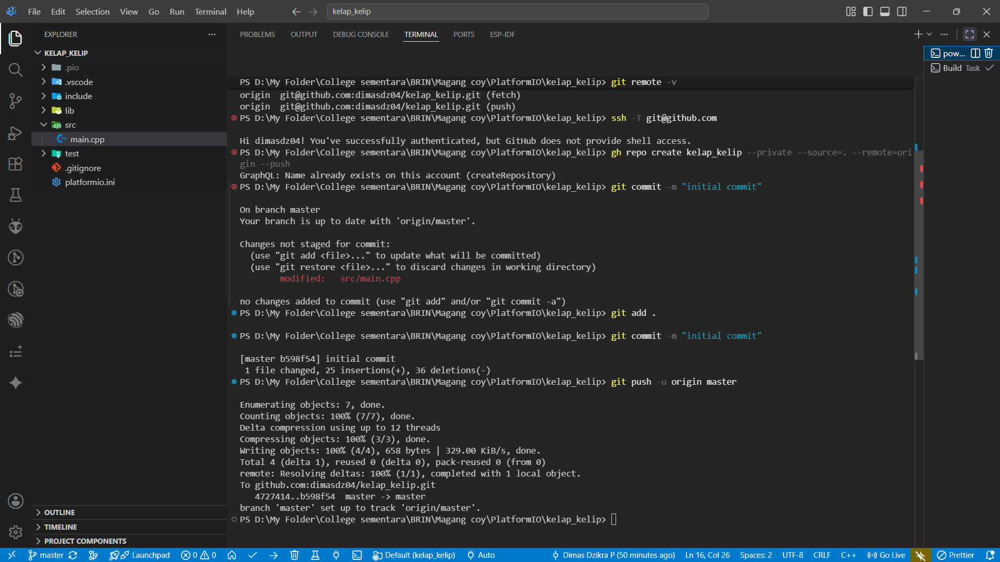 File Edit Selection View Go Run Terminal Help
kelap_kelip
EXPLORER
KELAP_KELIP
.pio
.vscode
include
lib
src
main.cpp
test
.gitignore
platformio.ini
OUTLINE
TIMELINE
PROJECT COMPONENTS
PROBLEMS OUTPUT DEBUG CONSOLE TERMINAL PORTS ESP-IDF
PS D:\My Folder\College sementara\BRIN\Magang coy\PlatformIO\kelap_kelip> git remote -v
origin  git@github.com:dimasdz04/kelap_kelip.git (fetch)
origin  git@github.com:dimasdz04/kelap_kelip.git (push)
PS D:\My Folder\College sementara\BRIN\Magang coy\PlatformIO\kelap_kelip> ssh -T git@github.com
Hi dimasdz04! You've successfully authenticated, but GitHub does not provide shell access.
PS D:\My Folder\College sementara\BRIN\Magang coy\PlatformIO\kelap_kelip> gh repo create kelap_kelip --private --source=. --remote=ori
gin --push
GraphQL: Name already exists on this account (createRepository)
PS D:\My Folder\College sementara\BRIN\Magang coy\PlatformIO\kelap_kelip> git commit -m "initial commit"
On branch master
Your branch is up to date with 'origin/master'.
Changes not staged for commit:
  (use "git add <file>..." to update what will be committed)
  (use "git restore <file>..." to discard changes in working directory)
        modified:   src/main.cpp
no changes added to commit (use "git add" and/or "git commit -a")
PS D:\My Folder\College sementara\BRIN\Magang coy\PlatformIO\kelap_kelip> git add .
PS D:\My Folder\College sementara\BRIN\Magang coy\PlatformIO\kelap_kelip> git commit -m "initial commit"
[master b598f54] initial commit
 1 file changed, 25 insertions(+), 36 deletions(-)
PS D:\My Folder\College sementara\BRIN\Magang coy\PlatformIO\kelap_kelip> git push -u origin master
Enumerating objects: 7, done.
Counting objects: 100% (7/7), done.
Delta compression using up to 12 threads
Compressing objects: 100% (3/3), done.
Writing objects: 100% (4/4), 658 bytes | 329.00 KiB/s, done.
Total 4 (delta 1), reused 0 (delta 0), pack-reused 0 (from 0)
remote: Resolving deltas: 100% (1/1), completed with 1 local object.
To github.com:dimasdz04/kelap_kelip.git
   4727414..b598f54  master -> master
branch 'master' set up to track 'origin/master'.
PS D:\My Folder\College sementara\BRIN\Magang coy\PlatformIO\kelap_kelip>
pow...
Build Task
master Launchpad 0 0 Default (kelap_kelip) Auto Dimas Dzikra P (50 minutes ago) Ln 16, Col 26 Spaces: 2 UTF-8 CRLF C++ Go Live Prettier